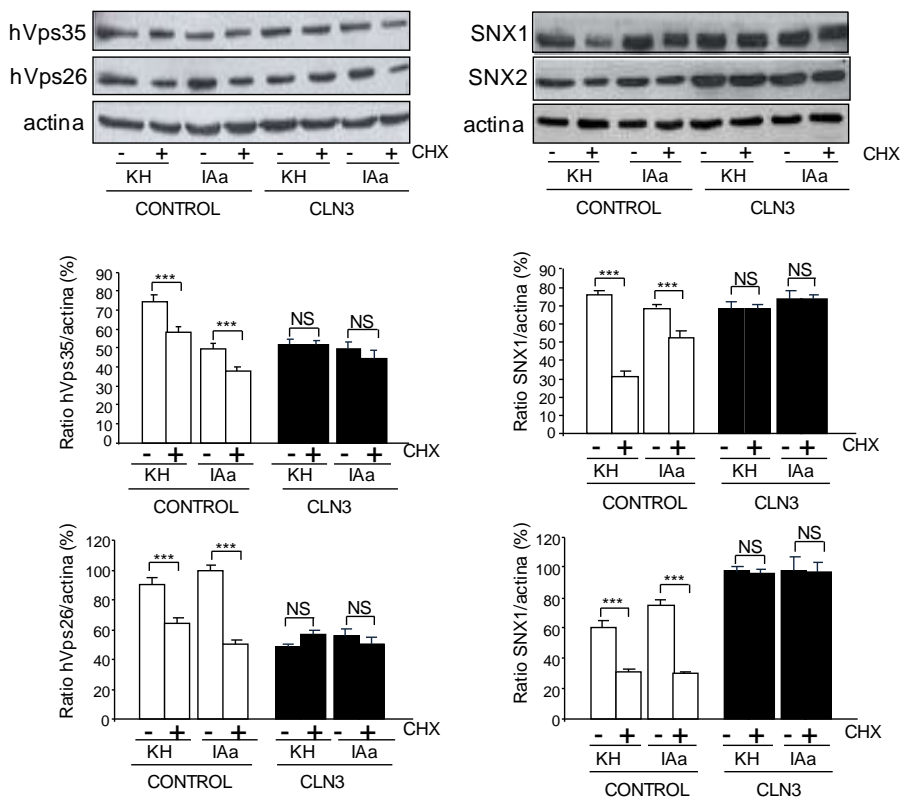 hVps35
hVps26
actina
- + - + - + - + CHX
KH IAa KH IAa
CONTROL CLN3
SNX1
SNX2
actina
- + - + - + - + CHX
KH IAa KH IAa
CONTROL CLN3
Ratio hVps35/actina (%)
90
80
70
60
50
40
30
20
10
0
*** *** NS NS
- + - + - + - + CHX
KH IAa KH IAa
CONTROL CLN3
Ratio SNX1/actina (%)
90
80
70
60
50
40
30
20
10
0
*** *** NS NS
- + - + - + - + CHX
KH IAa KH IAa
CONTROL CLN3
Ratio hVps26/actina (%)
120
100
80
60
40
20
0
*** *** NS NS
- + - + - + - + CHX
KH IAa KH IAa
CONTROL CLN3
Ratio SNX1/actina (%)
120
100
80
60
40
20
0
*** *** NS NS
- + - + - + - + CHX
KH IAa KH IAa
CONTROL CLN3